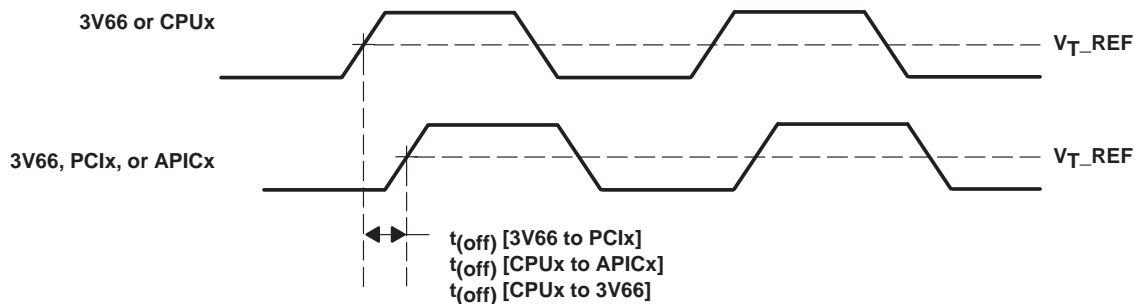 3V66 or CPUx
VT_REF
3V66, PCIx, or APICx
VT_REF
t(off) [3V66 to PCIx]
t(off) [CPUx to APICx]
t(off) [CPUx to 3V66]